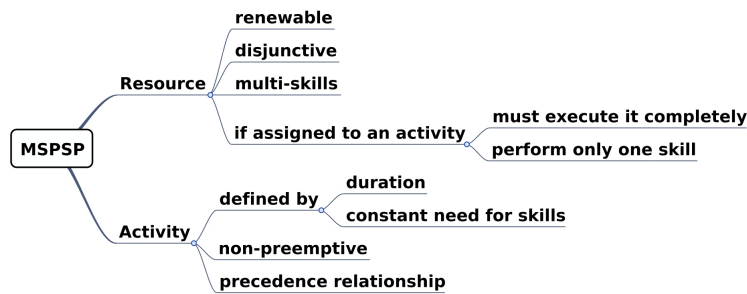 MSPSP
Resource
renewable
disjunctive
multi-skills
if assigned to an activity
must execute it completely
perform only one skill
Activity
defined by
duration
constant need for skills
non-preemptive
precedence relationship